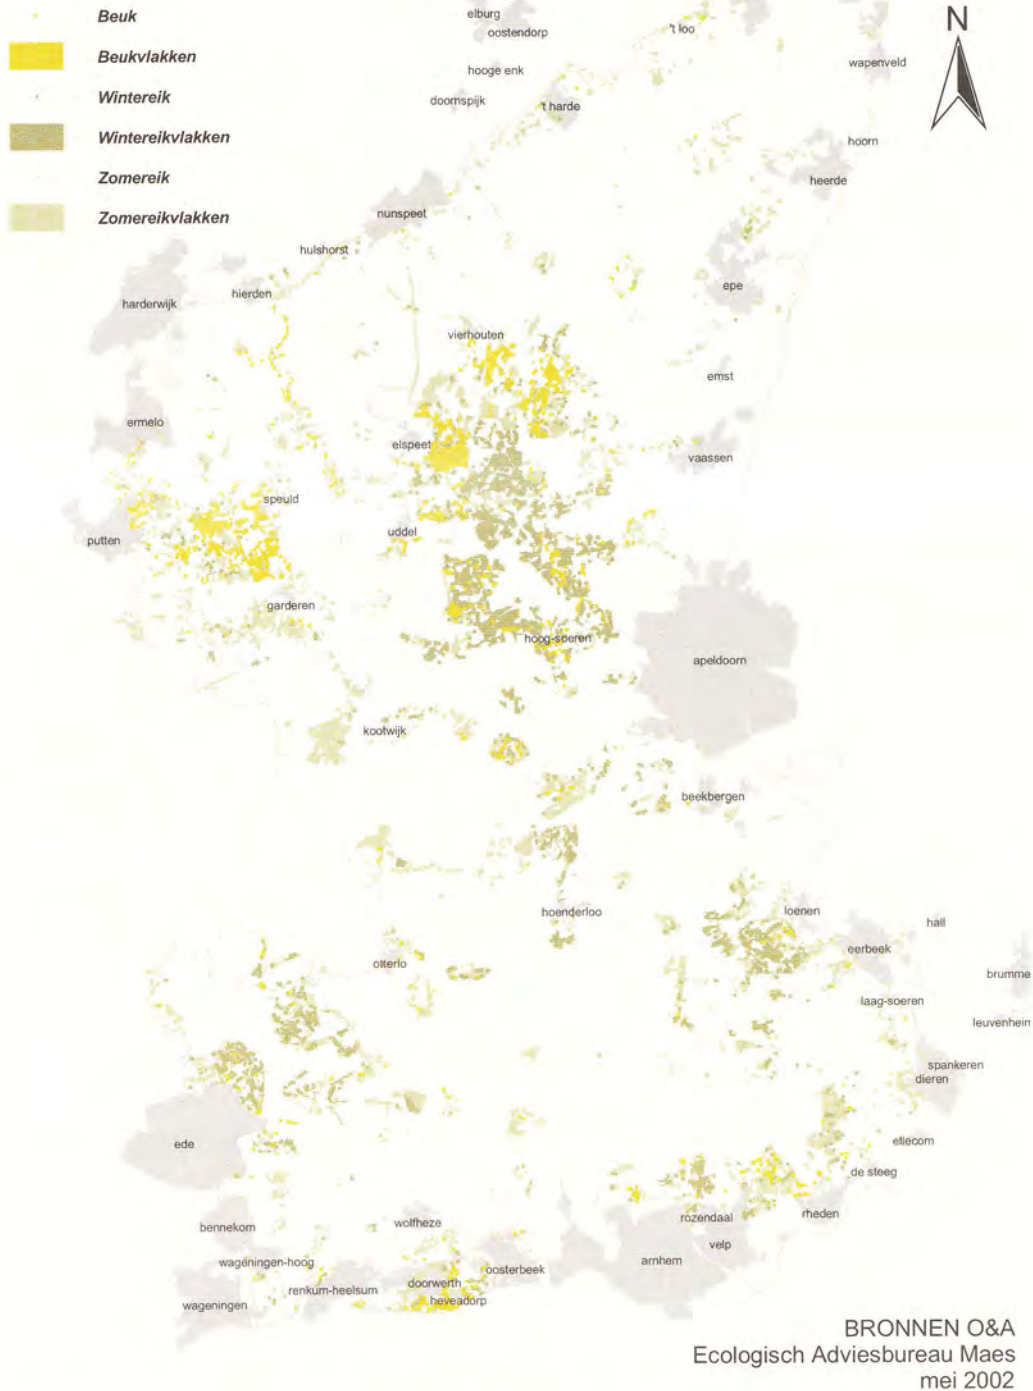 Beuk
Beukvlakken
Wintereik
Wintereikvlakken
Zomereik
Zomereikvlakken
N
elburg
oostendorp
't loo
wapenveld
hooge enk
doornspijk
't harde
hoorn
heerde
nunspeet
hulshorst
hierden
harderwijk
epe
vierhouten
emst
ermelo
elspeet
vaassen
speuld
uddel
putten
garderen
hoog-soeren
apeldoorn
kootwijk
beekbergen
hoenderloo
loenen
hall
eerbeek
otterlo
brumme
laag-soeren
leuvenhein
spankeren
dieren
ede
ellecom
de steeg
rozendaal
rheden
bennekom
wolfheze
velp
arnhem
wageningen-hoog
oosterbeek
renkum-heelsum
doorwerth
heveadorp
wageningen
BRONNEN O&A
Ecologisch Adviesbureau Maes
mei 2002